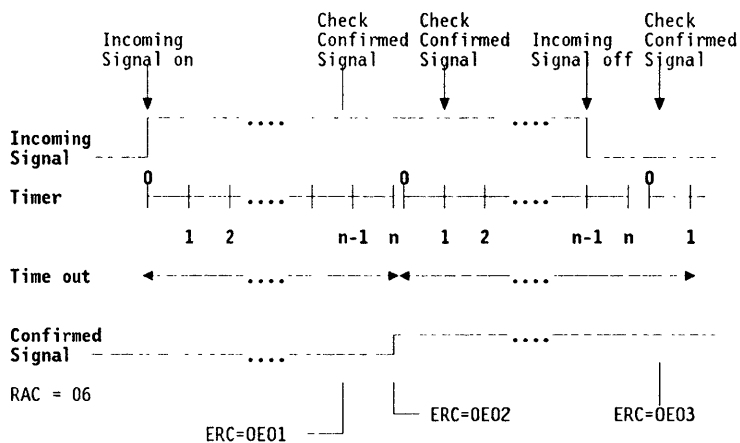 Incoming
Signal on
Check
Confirmed
Signal
Check
Confirmed
Signal
Incoming
Signal off
Check
Confirmed
Signal
....
....
Incoming
Signal
0
0
0
Timer
....
....
1 2 n-1 n 1 2 n-1 n 1
Time out
....
....
Confirmed
Signal
....
....
RAC = 06
ERC=0E01
ERC=0E02
ERC=0E03